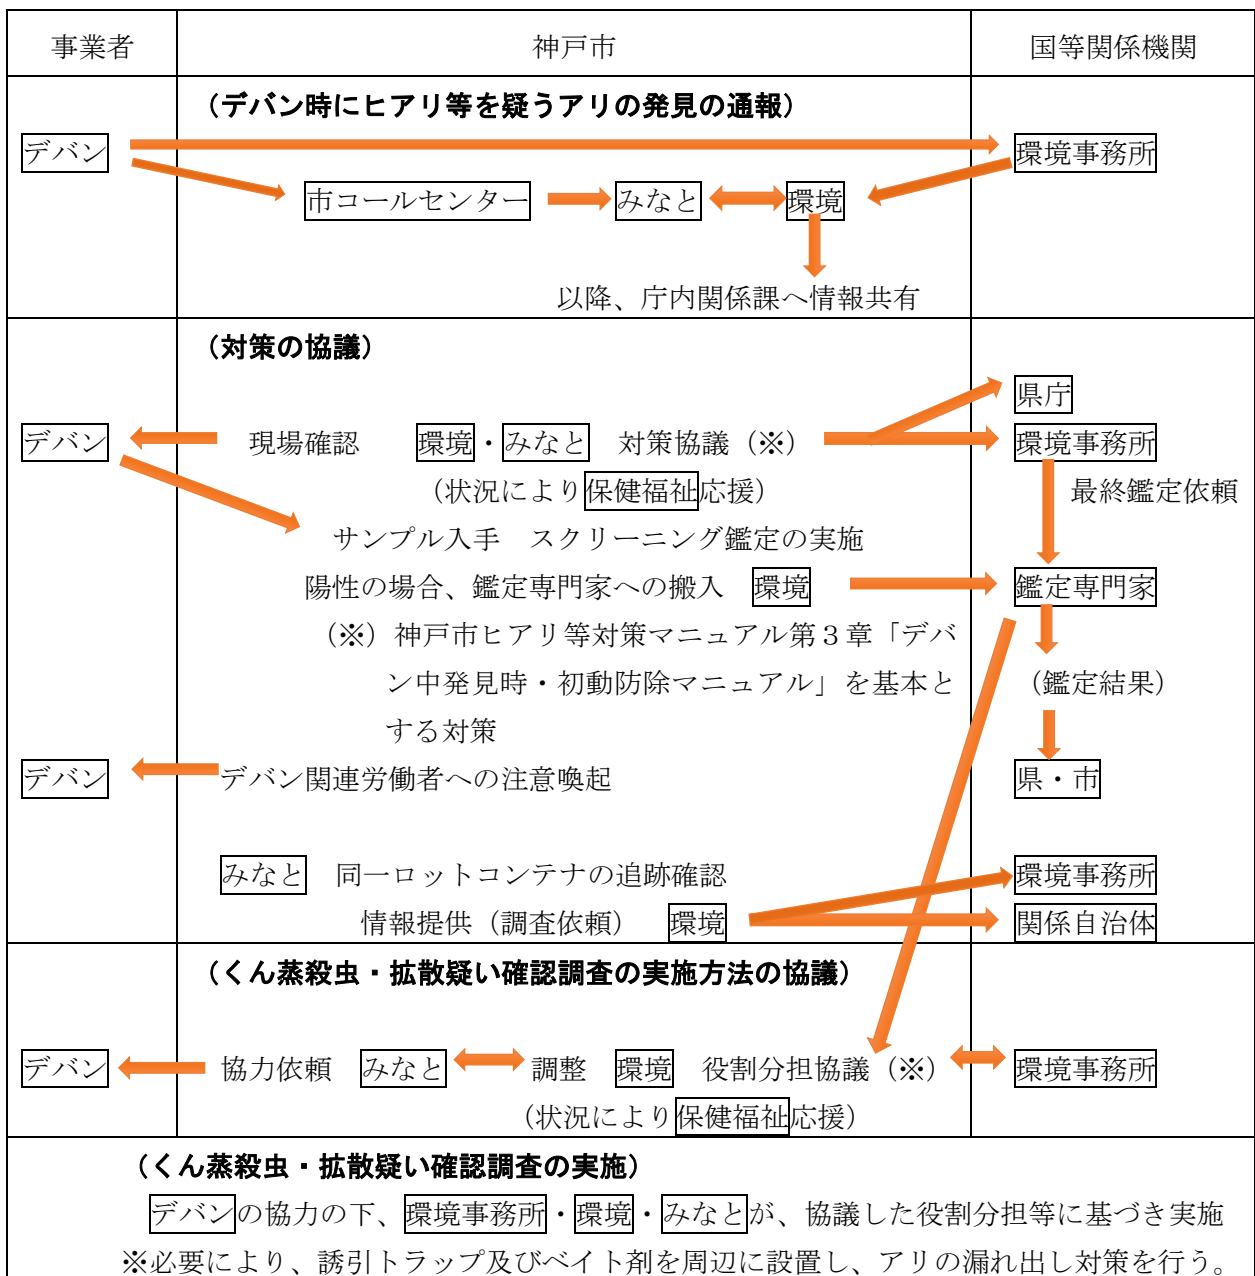 事業者 神戸市 国等関係機関
（デバン時にヒアリ等を疑うアリの発見の通報）
デバン 環境事務所
市コールセンター みなと 環境
以降、庁内関係課へ情報共有
（対策の協議）
県庁
デバン 現場確認 環境・みなと 対策協議（※） 環境事務所
（状況により保健福祉応援） 最終鑑定依頼
サンプル入手　スクリーニング鑑定の実施
陽性の場合、鑑定専門家への搬入　環境 鑑定専門家
（※）神戸市ヒアリ等対策マニュアル第３章「デバ
ン中発見時・初動防除マニュアル」を基本と （鑑定結果）
する対策
デバン デバン関連労働者への注意喚起 県・市
みなと　同一ロットコンテナの追跡確認 環境事務所
情報提供（調査依頼）　環境 関係自治体
（くん蒸殺虫・拡散疑い確認調査の実施方法の協議）
デバン 協力依頼　みなと 調整　環境　役割分担協議（※） 環境事務所
（状況により保健福祉応援）
（くん蒸殺虫・拡散疑い確認調査の実施）
デバンの協力の下、環境事務所・環境・みなとが、協議した役割分担等に基づき実施
※必要により、誘引トラップ及びベイト剤を周辺に設置し、アリの漏れ出し対策を行う。